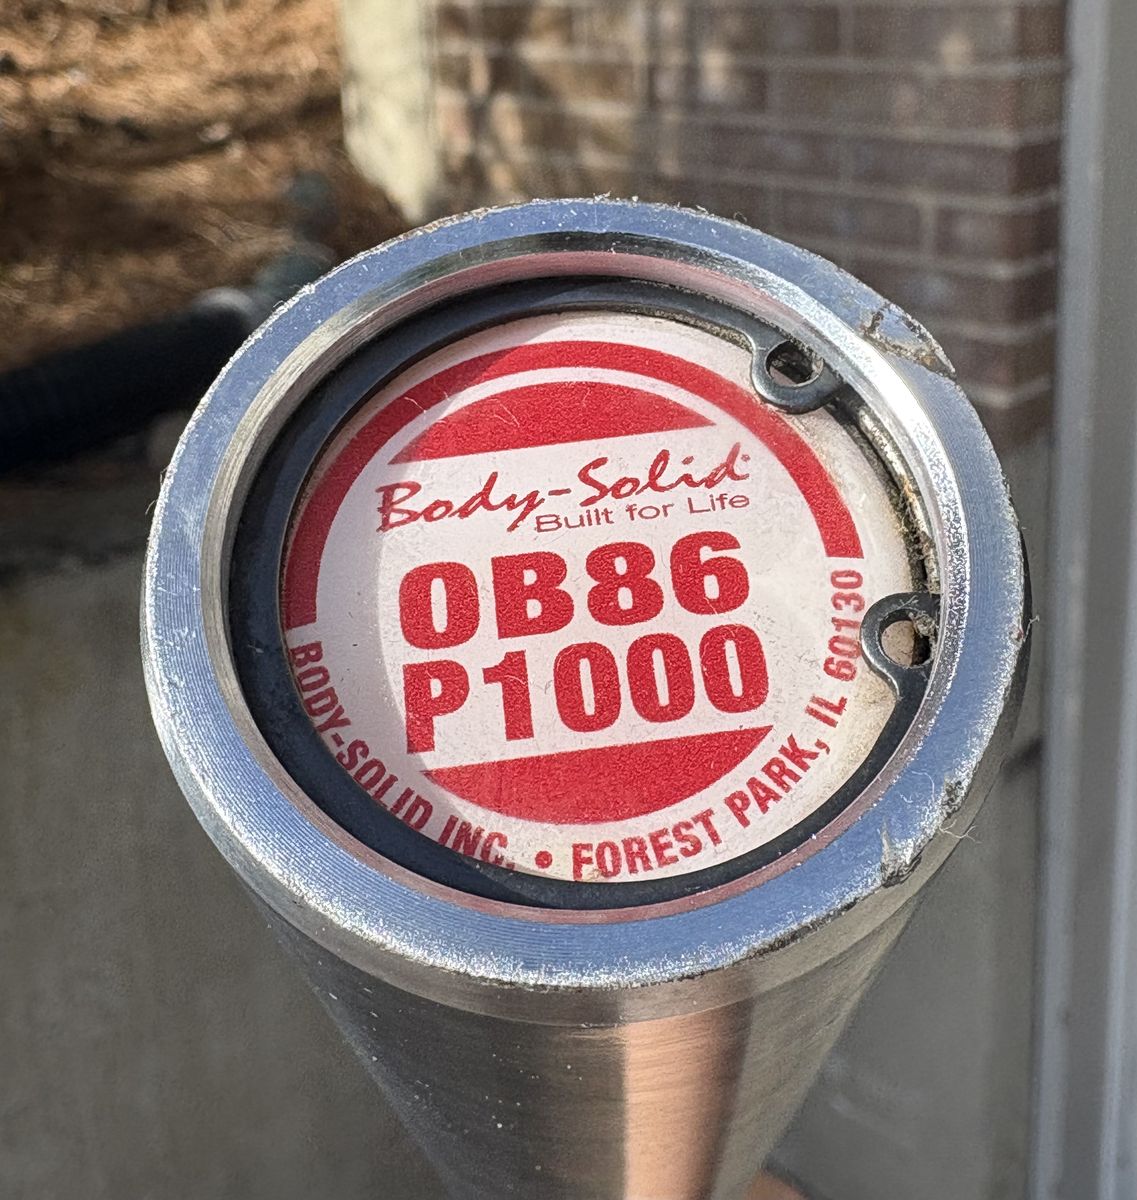 Body-Solid
Built for Life
OB86
P1000
BODY-SOLID INC. • FOREST PARK, IL 60130